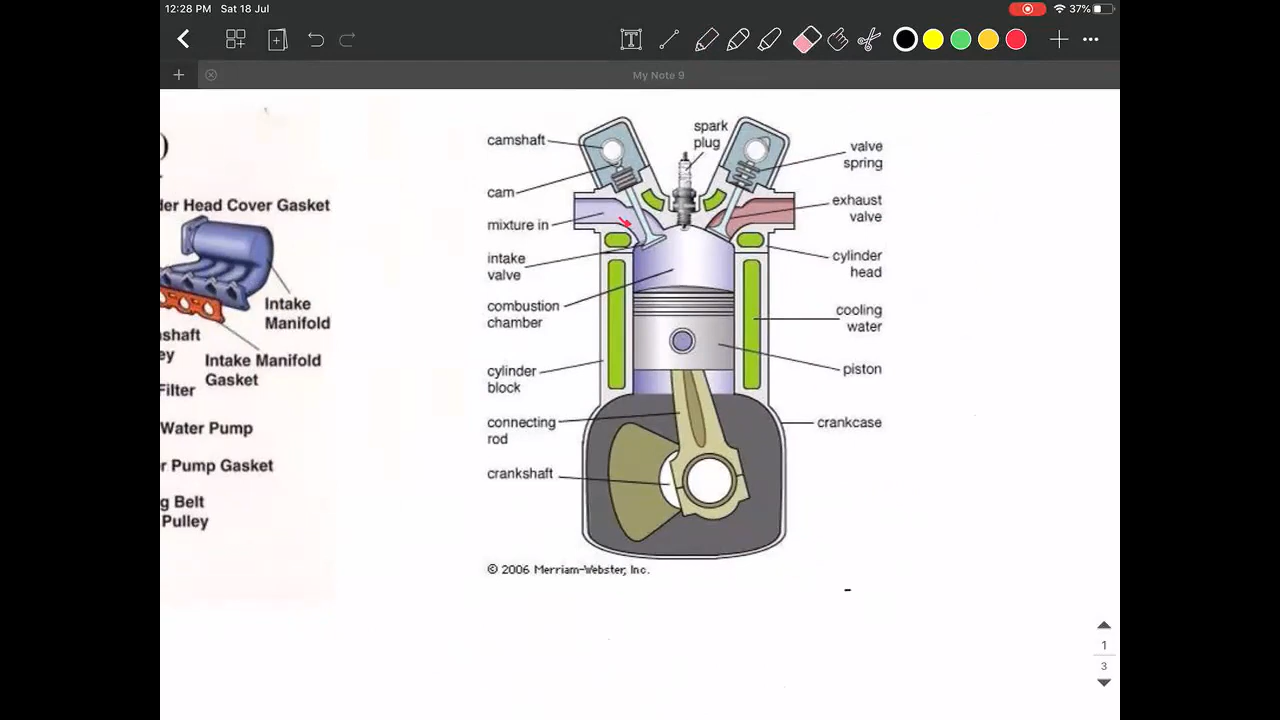 12:28 PM Sat 18 Jul
37%
T
My Note 9
)
der Head Cover Gasket
Intake
Manifold
Intake Manifold
Gasket
shaft
ey
Filter
Water Pump
r Pump Gasket
g Belt
Pulley
camshaft
cam
mixture in
intake
valve
combustion
chamber
cylinder
block
connecting
rod
crankshaft
spark
plug
valve
spring
exhaust
valve
cylinder
head
cooling
water
piston
crankcase
© 2006 Merriam-Webster, Inc.
1
3